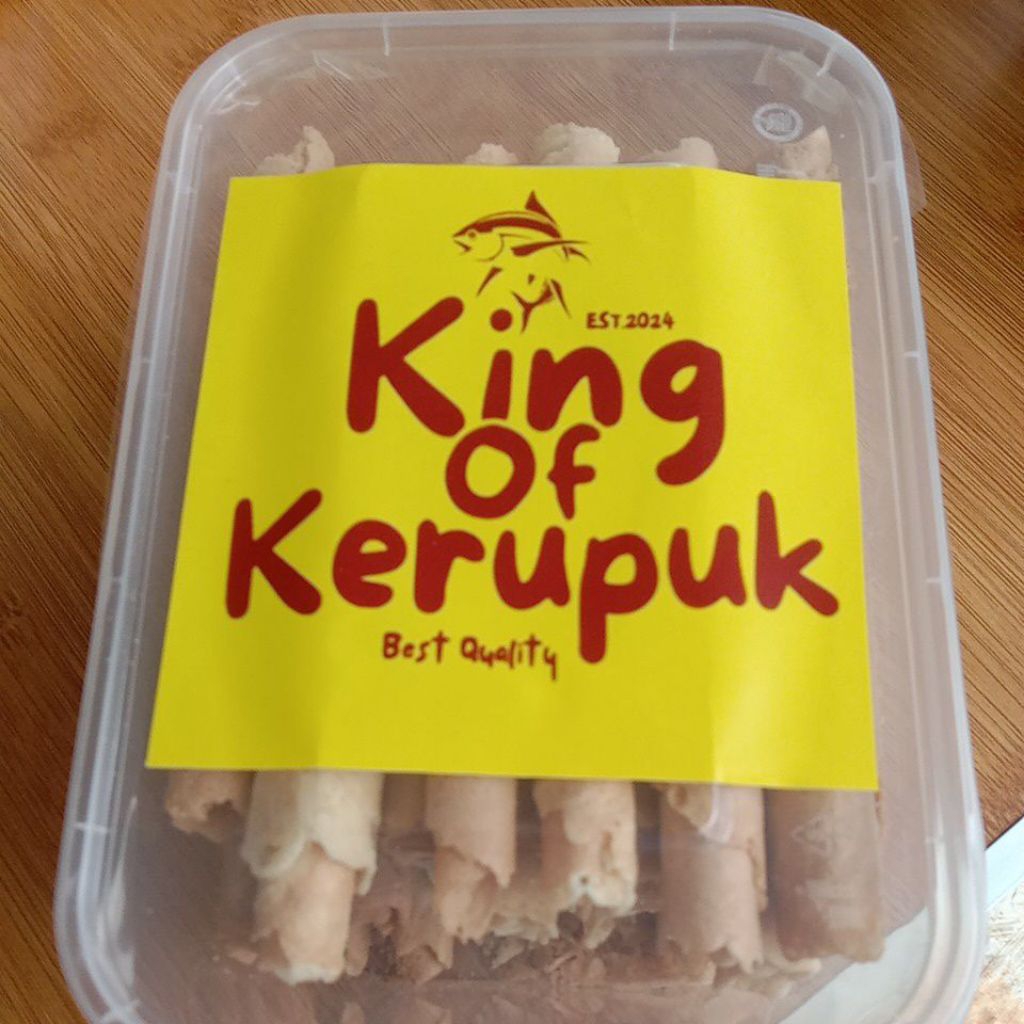 EST.2024
King
Of
Kerupuk
Best Quality